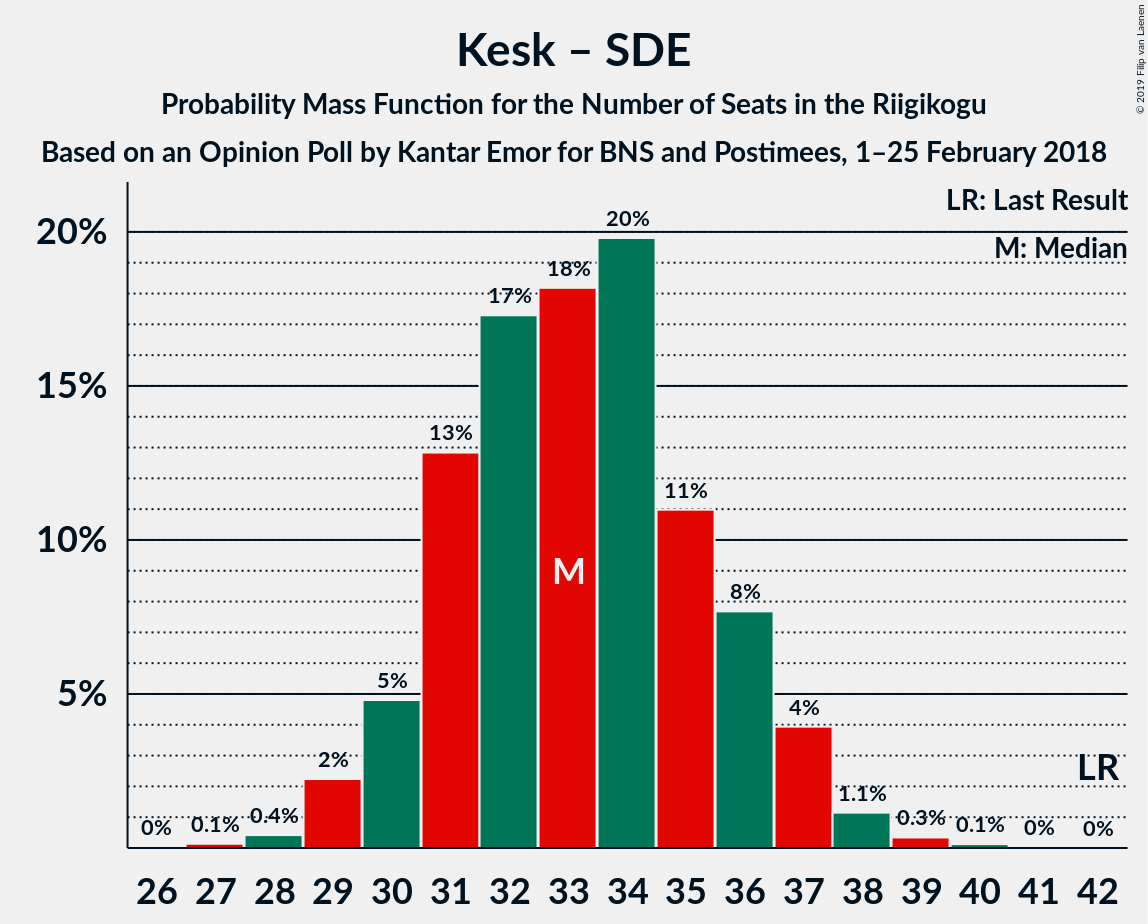 Kesk – SDE
Probability Mass Function for the Number of Seats in the Riigikogu
Based on an Opinion Poll by Kantar Emor for BNS and Postimees, 1–25 February 2018
© 2019 Filip van Laenen
LR: Last Result
M: Median
20%
15%
10%
5%
0%
0.1%
0.4%
2%
5%
13%
17%
18%
20%
11%
8%
4%
1.1%
0.3%
0.1%
0%
0%
M
LR
26 27 28 29 30 31 32 33 34 35 36 37 38 39 40 41 42